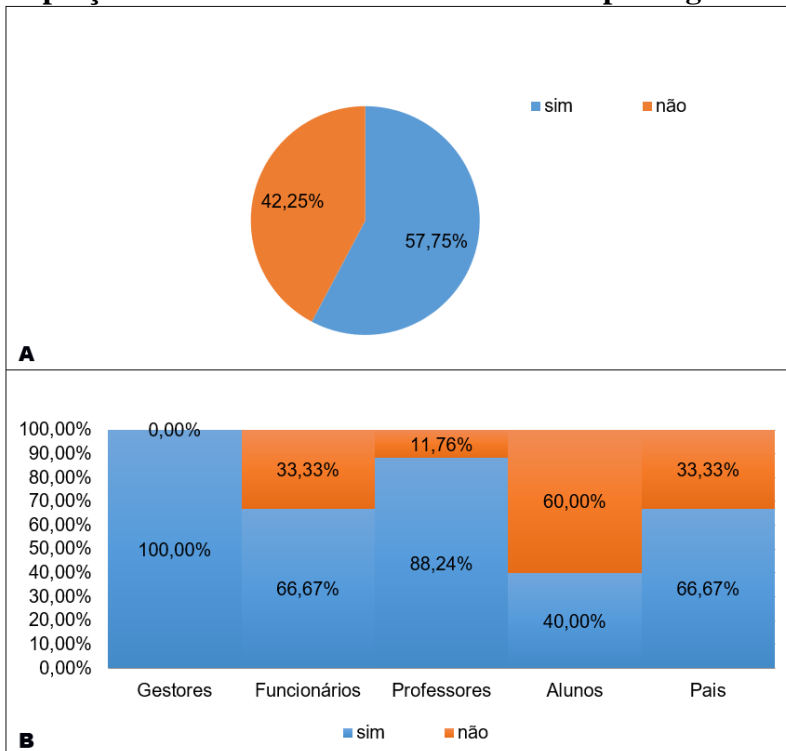 sim não
42,25%
57,75%
A
100,00% 0,00%
90,00% 11,76%
80,00% 33,33% 33,33%
70,00% 60,00%
60,00%
50,00% 100,00%
40,00% 88,24%
30,00% 66,67% 66,67%
20,00% 40,00%
10,00%
0,00%
Gestores Funcionários Professores Alunos Pais
sim não
B